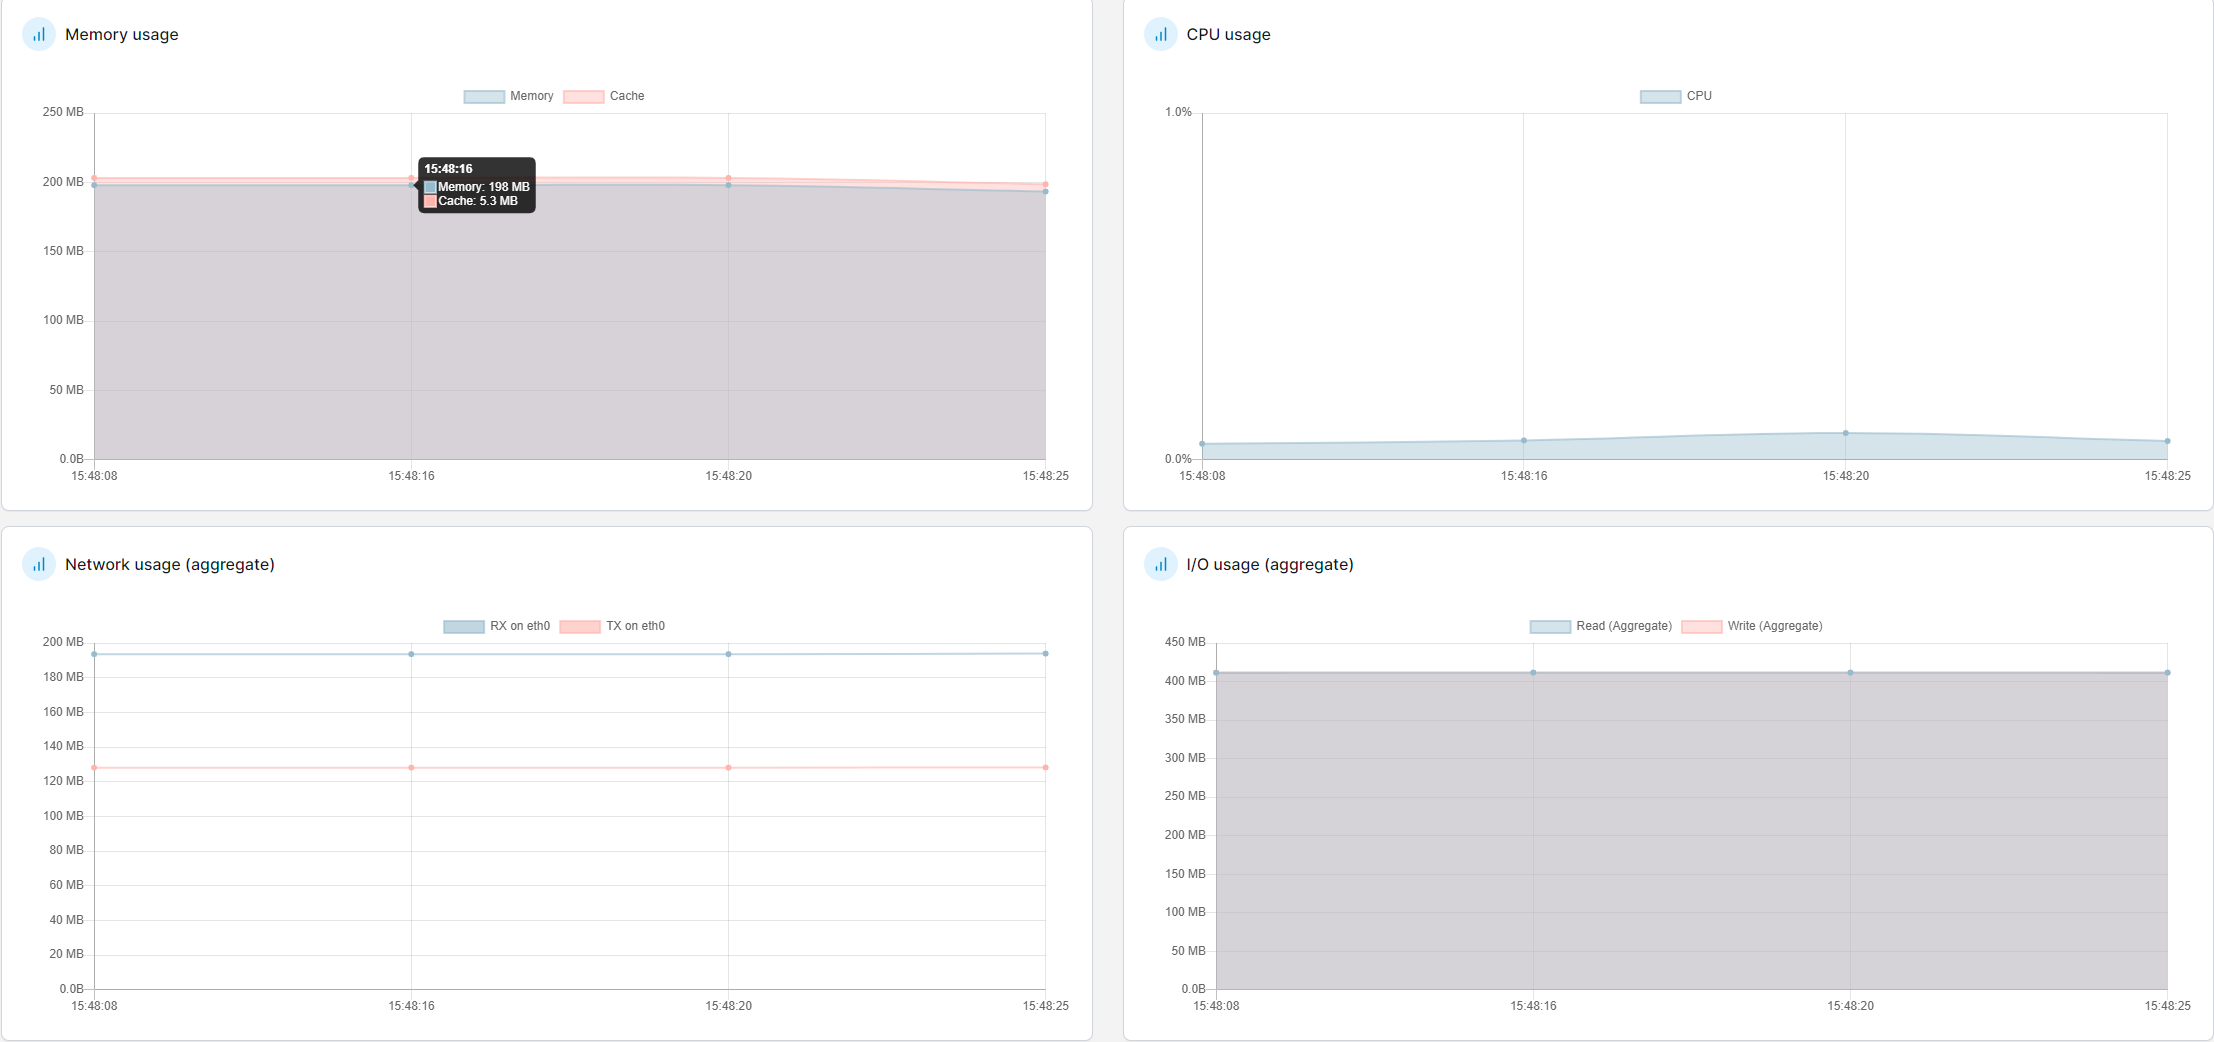 Memory usage
Memory Cache
250 MB
200 MB
150 MB
100 MB
50 MB
0.0B
15:48:16
Memory: 198 MB
Cache: 5.3 MB
15:48:08 15:48:16 15:48:20 15:48:25
CPU usage
CPU
1.0%
0.0%
15:48:08 15:48:16 15:48:20 15:48:25
Network usage (aggregate)
RX on eth0 TX on eth0
200 MB
180 MB
160 MB
140 MB
120 MB
100 MB
80 MB
60 MB
40 MB
20 MB
0.0B
15:48:08 15:48:16 15:48:20 15:48:25
I/O usage (aggregate)
Read (Aggregate) Write (Aggregate)
450 MB
400 MB
350 MB
300 MB
250 MB
200 MB
150 MB
100 MB
50 MB
0.0B
15:48:08 15:48:16 15:48:20 15:48:25